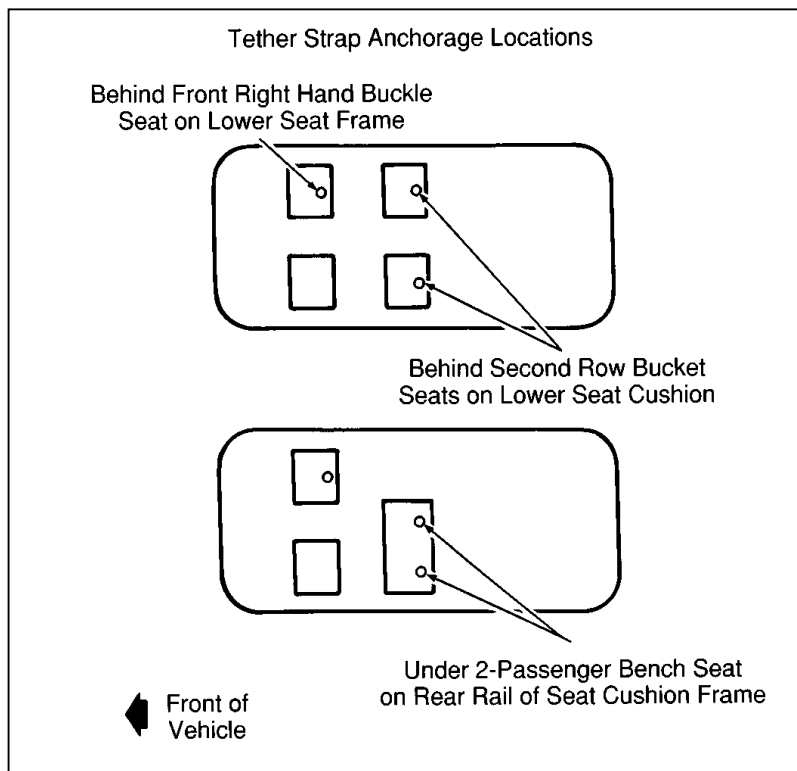 Tether Strap Anchorage Locations
Behind Front Right Hand Buckle
Seat on Lower Seat Frame
Behind Second Row Bucket
Seats on Lower Seat Cushion
Under 2-Passenger Bench Seat
on Rear Rail of Seat Cushion Frame
Front of
Vehicle